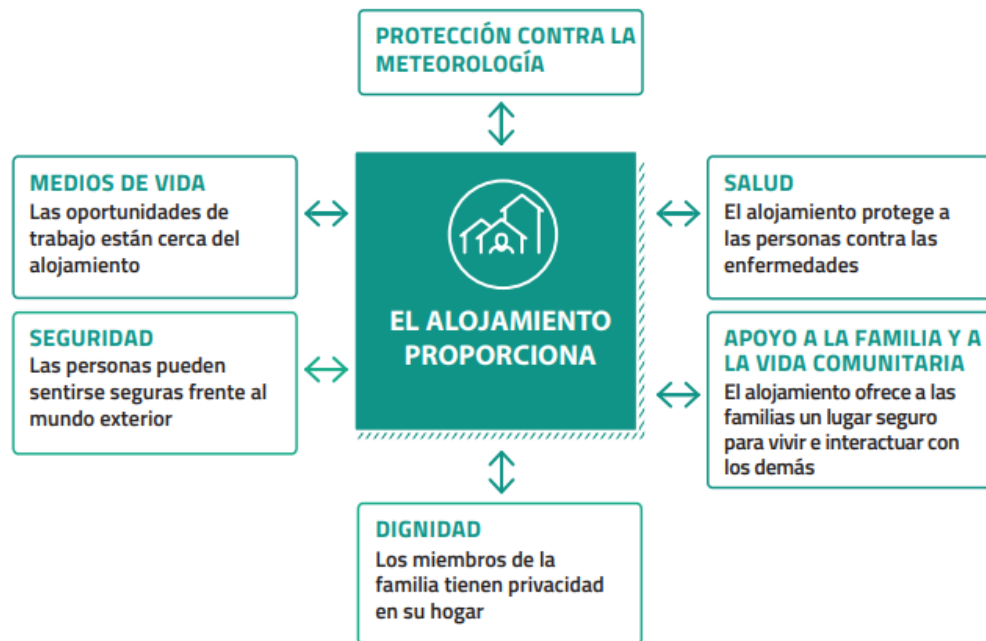 PROTECCIÓN CONTRA LA
METEOROLOGÍA
MEDIOS DE VIDA
Las oportunidades de
trabajo están cerca del
alojamiento
SALUD
El alojamiento protege a
las personas contra las
enfermedades
EL ALOJAMIENTO
PROPORCIONA
SEGURIDAD
Las personas pueden
sentirse seguras frente al
mundo exterior
APOYO A LA FAMILIA Y A
LA VIDA COMUNITARIA
El alojamiento ofrece a las
familias un lugar seguro
para vivir e interactuar con
los demás
DIGNIDAD
Los miembros de la
familia tienen privacidad
en su hogar